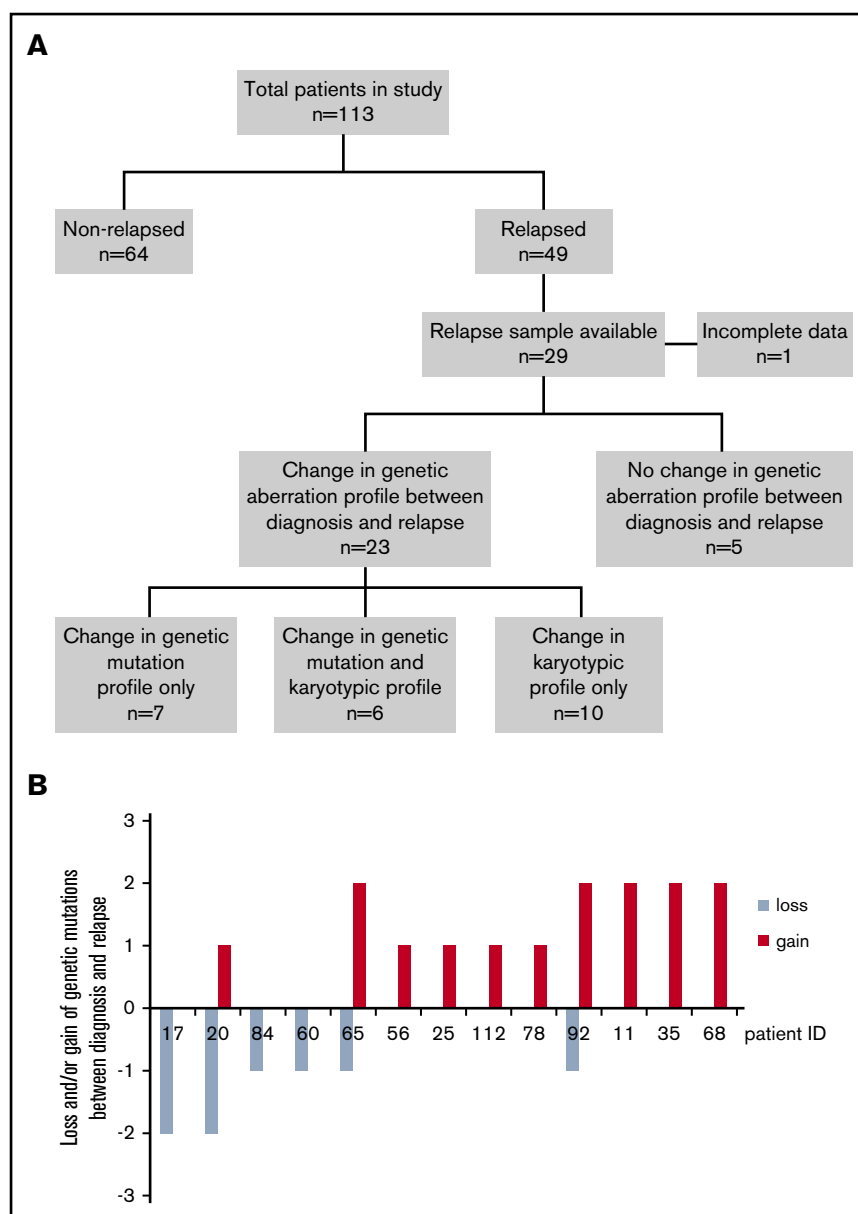 A
Total patients in study
n=113
Non-relapsed
n=64
Relapsed
n=49
Relapse sample available
n=29
Incomplete data
n=1
Change in genetic
aberration profile between
diagnosis and relapse
n=23
No change in genetic
aberration profile between
diagnosis and relapse
n=5
Change in genetic
mutation
profile only
n=7
Change in genetic
mutation and
karyotypic profile
n=6
Change in
karyotypic
profile only
n=10
B
Loss and/or gain of genetic mutations
between diagnosis and relapse
3
2
1
0
-1
-2
-3
17 20 84 60 65 56 25 112 78 92 11 35 68 patient ID
loss
gain